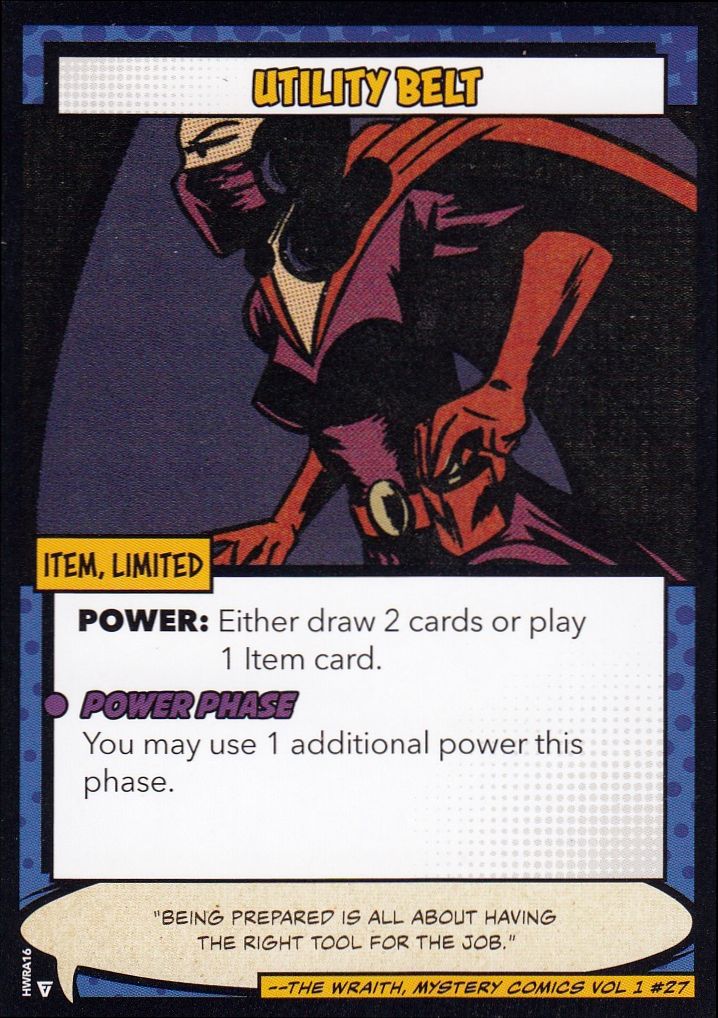 UTILITY BELT
ITEM, LIMITED
POWER: Either draw 2 cards or play
1 Item card.
POWER PHASE
You may use 1 additional power this
phase.
"BEING PREPARED IS ALL ABOUT HAVING
THE RIGHT TOOL FOR THE JOB."
--THE WRAITH, MYSTERY COMICS VOL 1 #27
HWRA16